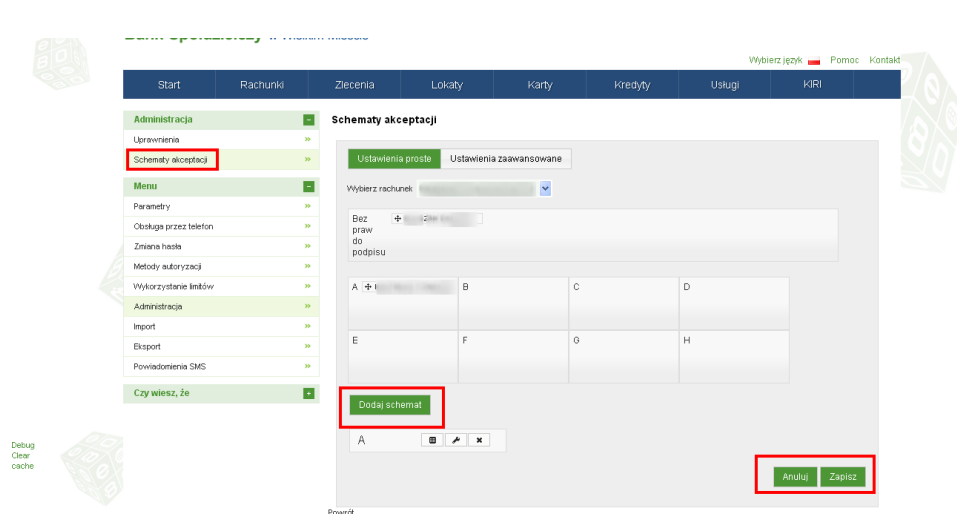 Wybierz język Pomoc Kontakt
Start Rachunki Zlecenia Lokaty Karty Kredyty Usługi KIRI
Administracja
Uprawnienia
Schematy akceptacji
Menu
Parametry
Obsługa przez telefon
Zmiana hasła
Metody autoryzacji
Wykorzystanie limitów
Administracja
Import
Eksport
Powiadomienia SMS
Czy wiesz, że
Debug
Clear
cache
Schematy akceptacji
Ustawienia proste Ustawienia zaawansowane
Wybierz rachunek
Bez
praw
do
podpisu
A B C D
E F G H
Dodaj schemat
A
Anuluj Zapisz
Powrót